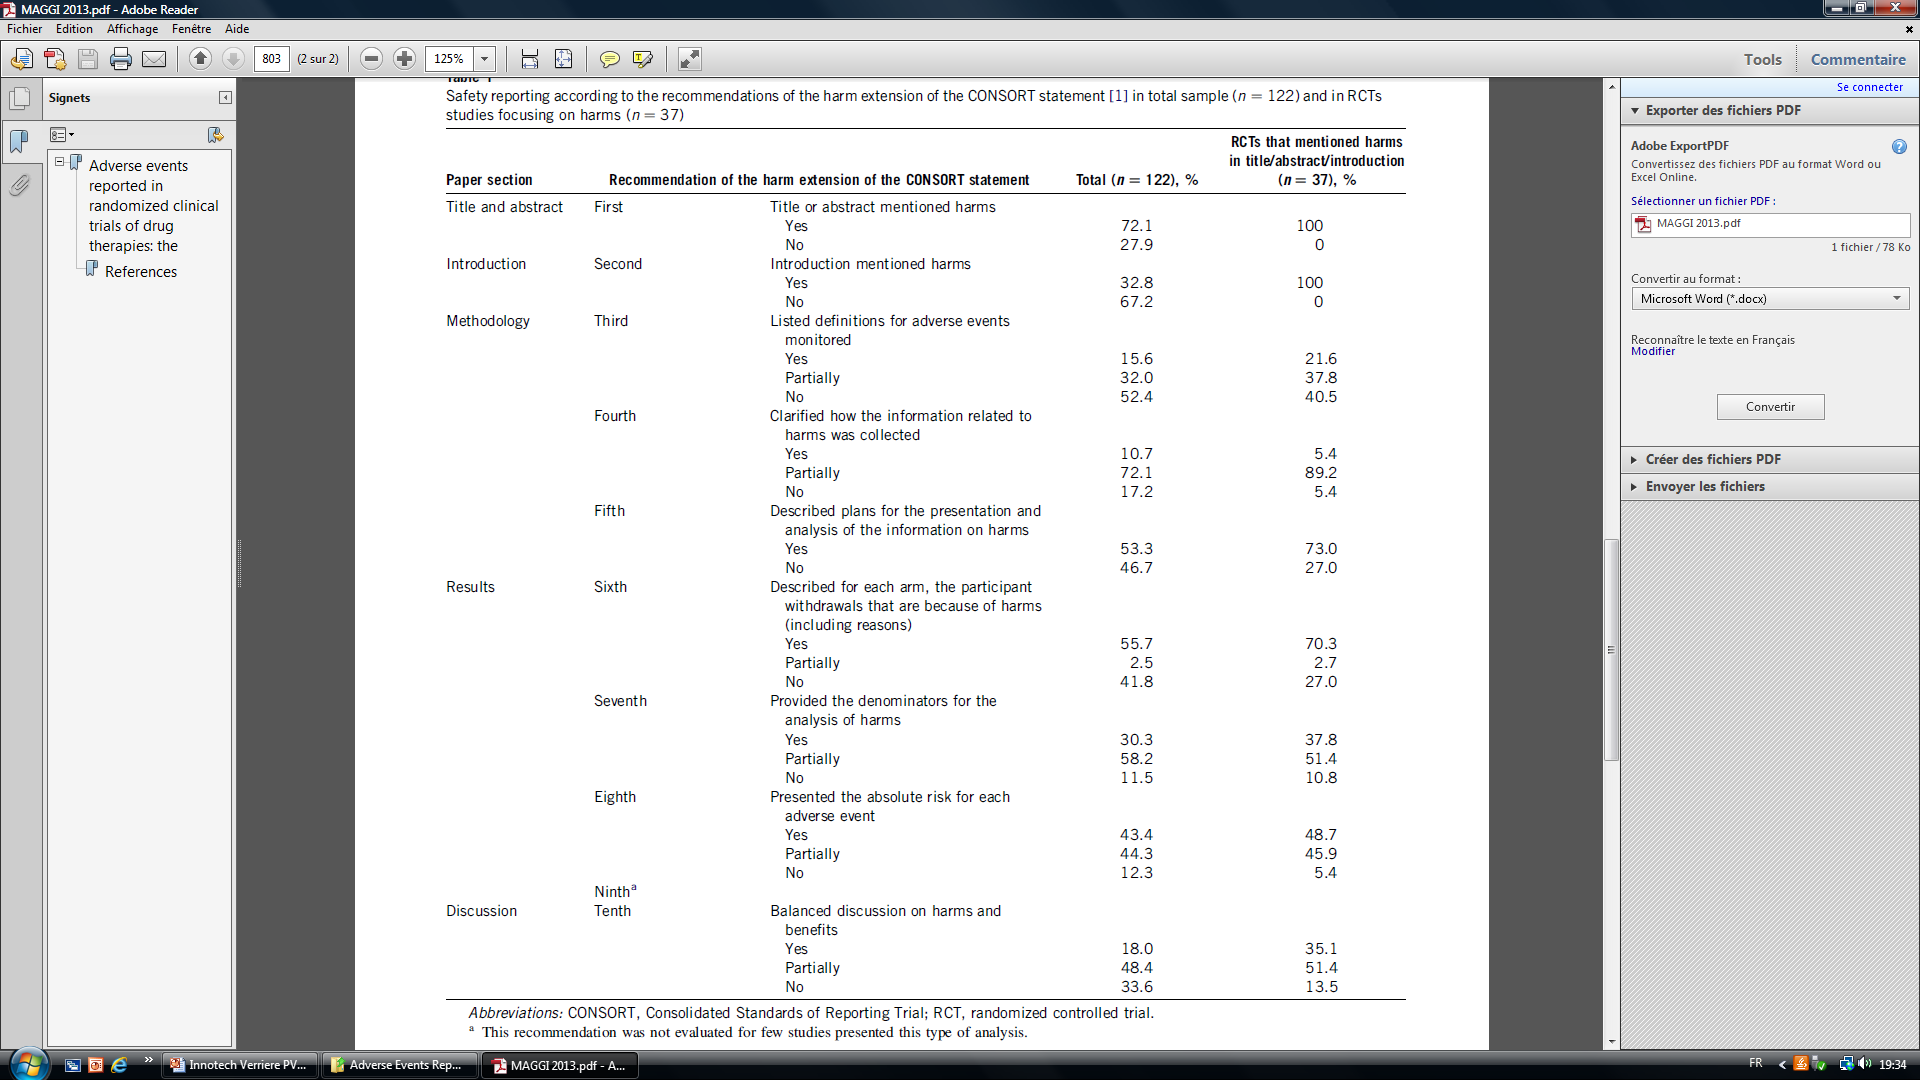 MAGGI 2013.pdf - Adobe Reader
Fichier Edition Affichage Fenêtre Aide
803 (2 sur 2) 125% Tools Commentaire
Signets
Adverse events
reported in
randomized clinical
trials of drug
therapies: the
References
Table 1
Safety reporting according to the recommendations of the harm extension of the CONSORT statement [1] in total sample (n = 122) and in RCTs
studies focusing on harms (n = 37)
RCTs that mentioned harms
in title/abstract/introduction
Paper section Recommendation of the harm extension of the CONSORT statement Total (n = 122), % (n = 37), %
Title and abstract First Title or abstract mentioned harms
Yes 72.1 100
No 27.9 0
Introduction Second Introduction mentioned harms
Yes 32.8 100
No 67.2 0
Methodology Third Listed definitions for adverse events
monitored
Yes 15.6 21.6
Partially 32.0 37.8
No 52.4 40.5
Fourth Clarified how the information related to
harms was collected
Yes 10.7 5.4
Partially 72.1 89.2
No 17.2 5.4
Fifth Described plans for the presentation and
analysis of the information on harms
Yes 53.3 73.0
No 46.7 27.0
Results Sixth Described for each arm, the participant
withdrawals that are because of harms
(including reasons)
Yes 55.7 70.3
Partially 2.5 2.7
No 41.8 27.0
Seventh Provided the denominators for the
analysis of harms
Yes 30.3 37.8
Partially 58.2 51.4
No 11.5 10.8
Eighth Presented the absolute risk for each
adverse event
Yes 43.4 48.7
Partially 44.3 45.9
No 12.3 5.4
Ninth a
Discussion Tenth Balanced discussion on harms and
benefits
Yes 18.0 35.1
Partially 48.4 51.4
No 33.6 13.5
Abbreviations: CONSORT, Consolidated Standards of Reporting Trial; RCT, randomized controlled trial.
a This recommendation was not evaluated for few studies presented this type of analysis.
Se connecter
Exporter des fichiers PDF
Adobe ExportPDF
Convertissez des fichiers PDF au format Word ou
Excel Online.
Sélectionner un fichier PDF :
MAGGI 2013.pdf
1 fichier / 78 Ko
Convertir au format :
Microsoft Word (*.docx)
Reconnaître le texte en Français
Modifier
Convertir
Créer des fichiers PDF
Envoyer les fichiers
Innotech Verriere PV... Adverse Events Rep... MAGGI 2013.pdf - A... FR 19:34